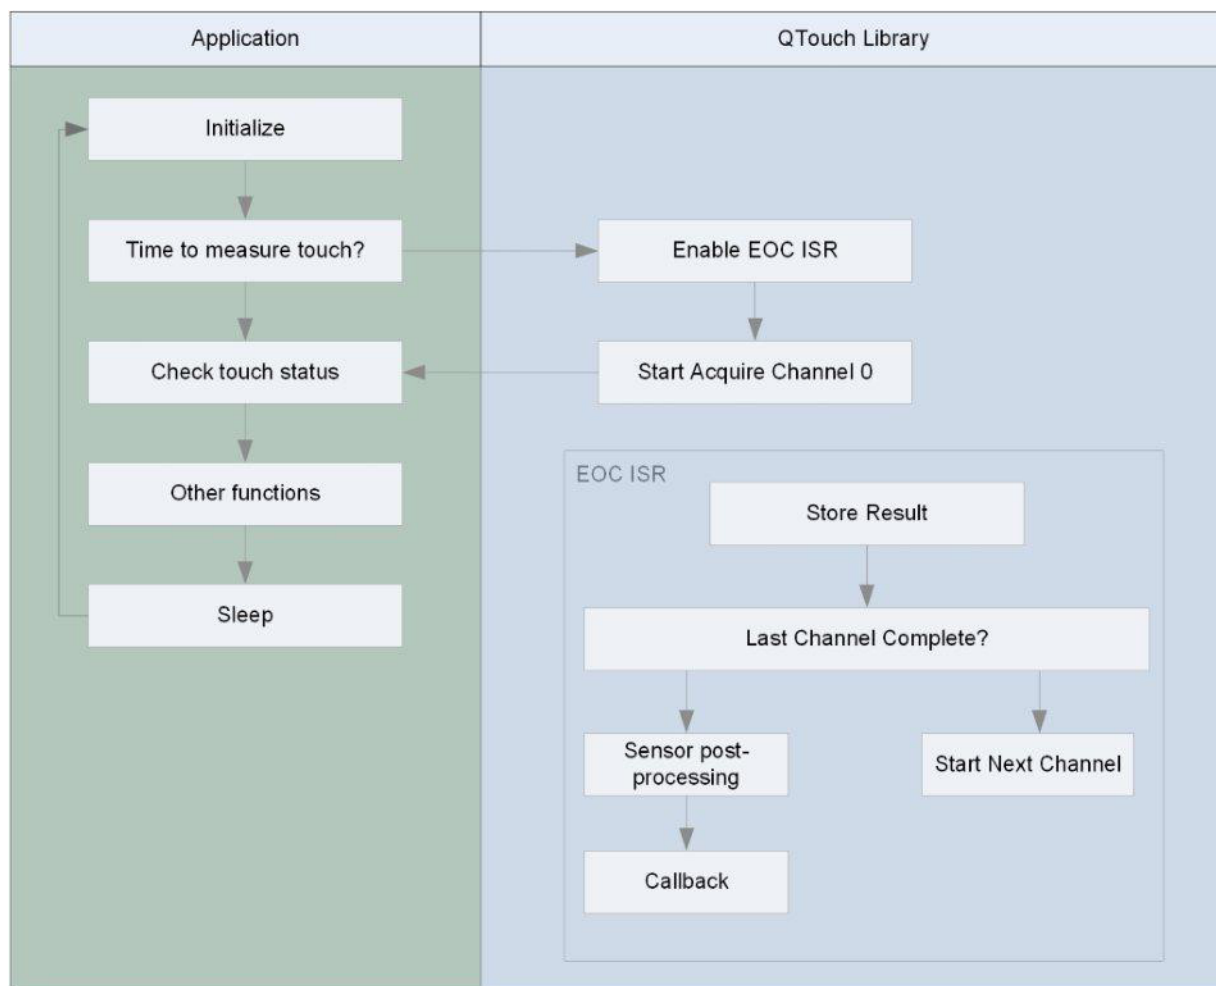 Application
QTouch Library
Initialize
Time to measure touch?
Enable EOC ISR
Check touch status
Start Acquire Channel 0
Other functions
Sleep
EOC ISR
Store Result
Last Channel Complete?
Sensor post-
processing
Start Next Channel
Callback